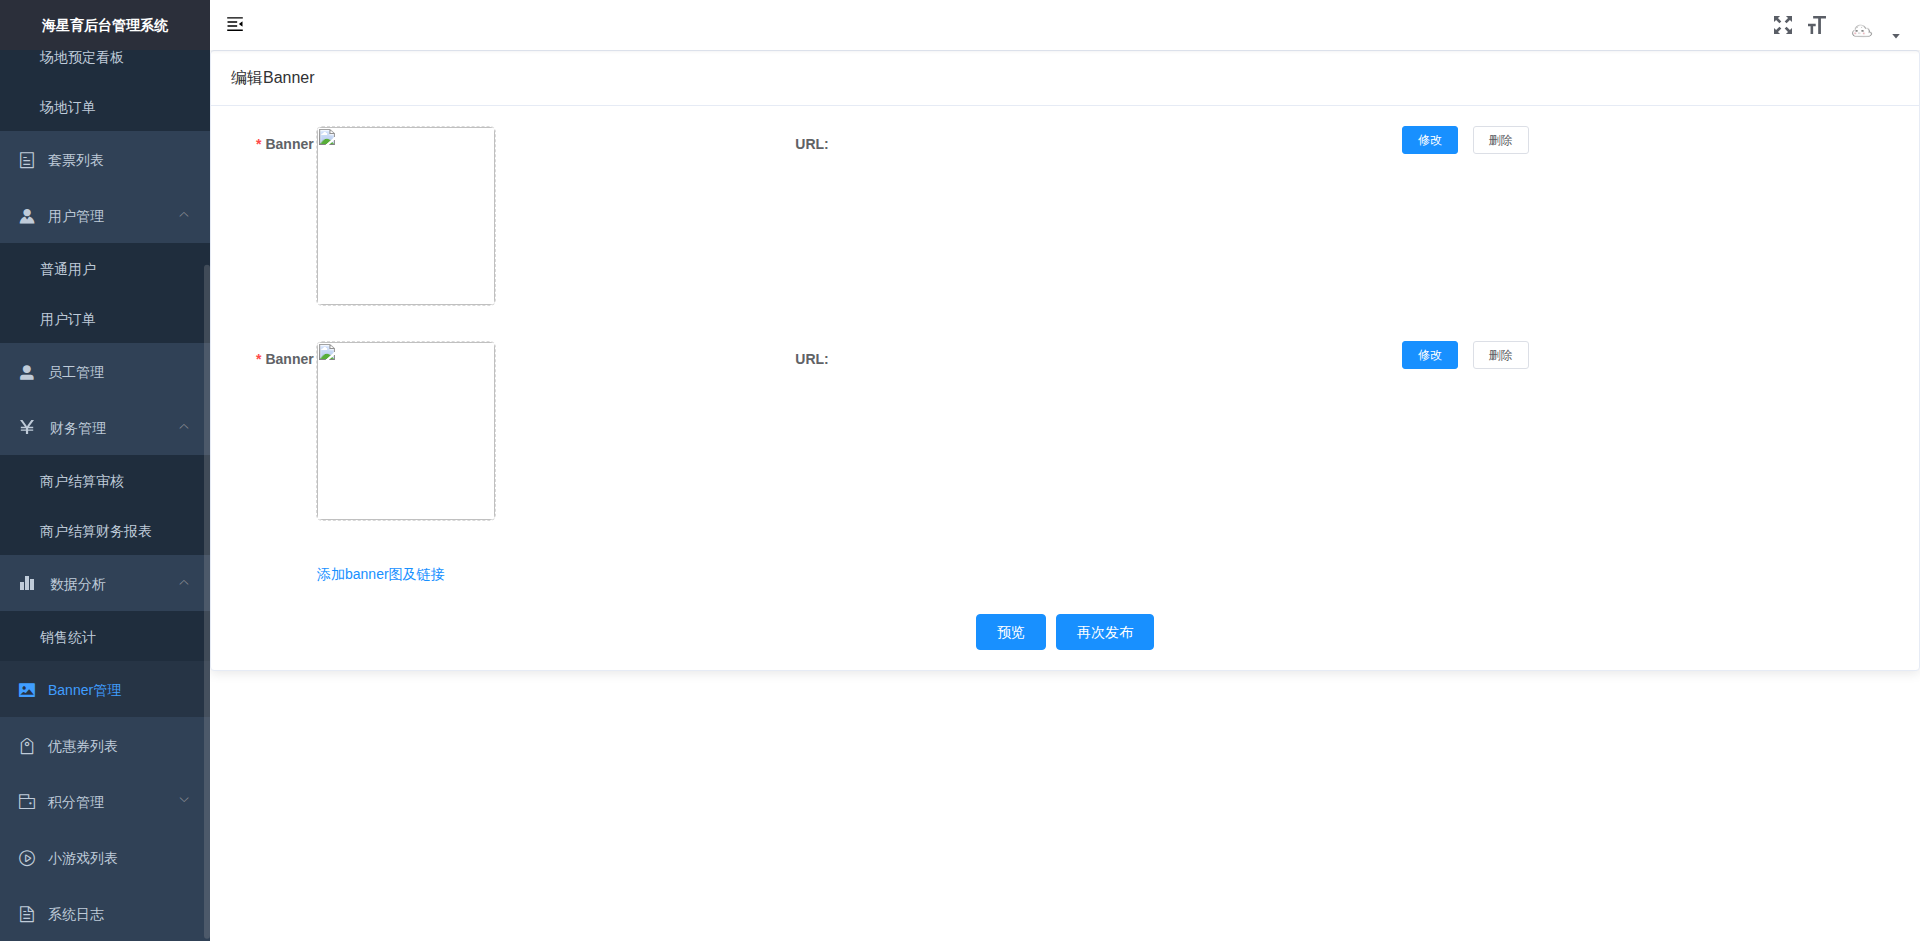 海星育后台管理系统
场地预定看板
场地订单
套票列表
用户管理
普通用户
用户订单
员工管理
财务管理
商户结算审核
商户结算财务报表
数据分析
销售统计
Banner管理
优惠券列表
积分管理
小游戏列表
系统日志
编辑Banner
* Banner
URL:
修改
删除
* Banner
URL:
修改
删除
添加banner图及链接
预览
再次发布